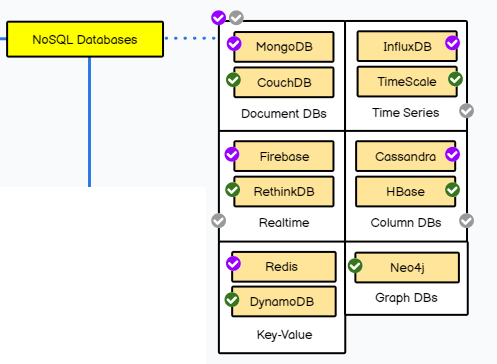 NoSQL Databases
MongoDB
CouchDB
Document DBs
InfluxDB
TimeScale
Time Series
Firebase
RethinkDB
Realtime
Cassandra
HBase
Column DBs
Redis
DynamoDB
Key-Value
Neo4j
Graph DBs